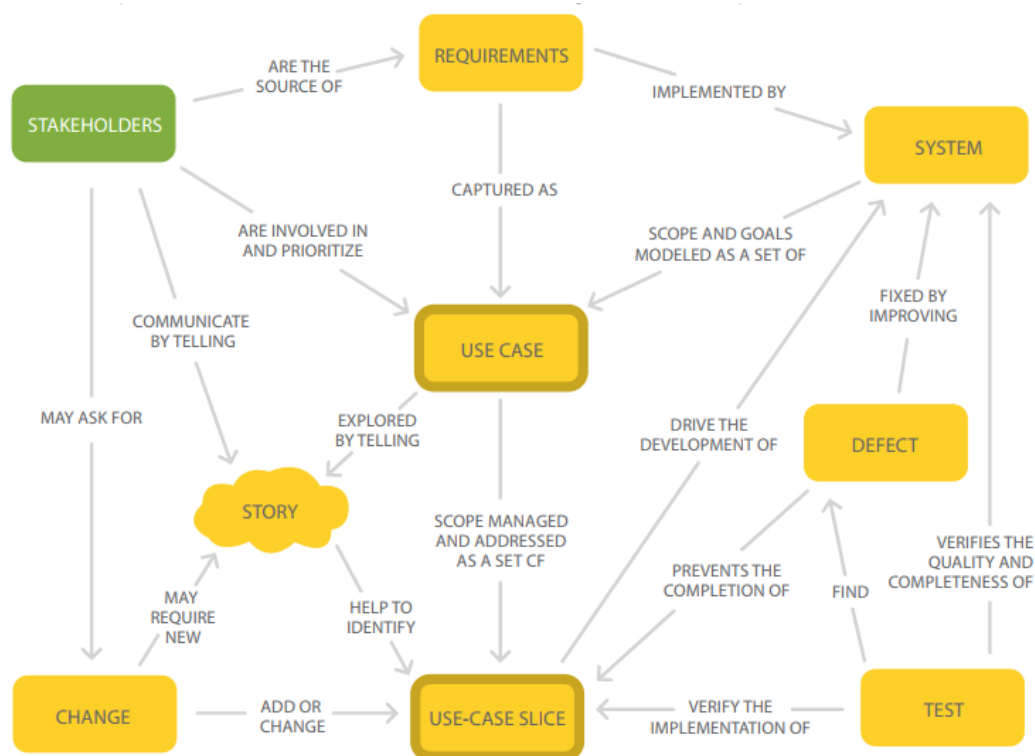 REQUIREMENTS
ARE THE
SOURCE OF
IMPLEMENTED BY
STAKEHOLDERS
SYSTEM
CAPTURED AS
ARE INVOLVED IN
AND PRIORITIZE
SCOPE AND GOALS
MODELED AS A SET OF
COMMUNICATE
BY TELLING
FIXED BY
IMPROVING
USE CASE
MAY ASK FOR
EXPLORED
BY TELLING
DRIVE THE
DEVELOPMENT OF
DEFECT
STORY
SCOPE MANAGED
AND ADDRESSED
AS A SET CF
VERIFIES THE
QUALITY AND
COMPLETENESS OF
PREVENTS THE
COMPLETION OF
FIND
MAY
REQUIRE
NEW
HELP TO
IDENTIFY
CHANGE
ADD OR
CHANGE
USE-CASE SLICE
VERIFY THE
IMPLEMENTATION OF
TEST